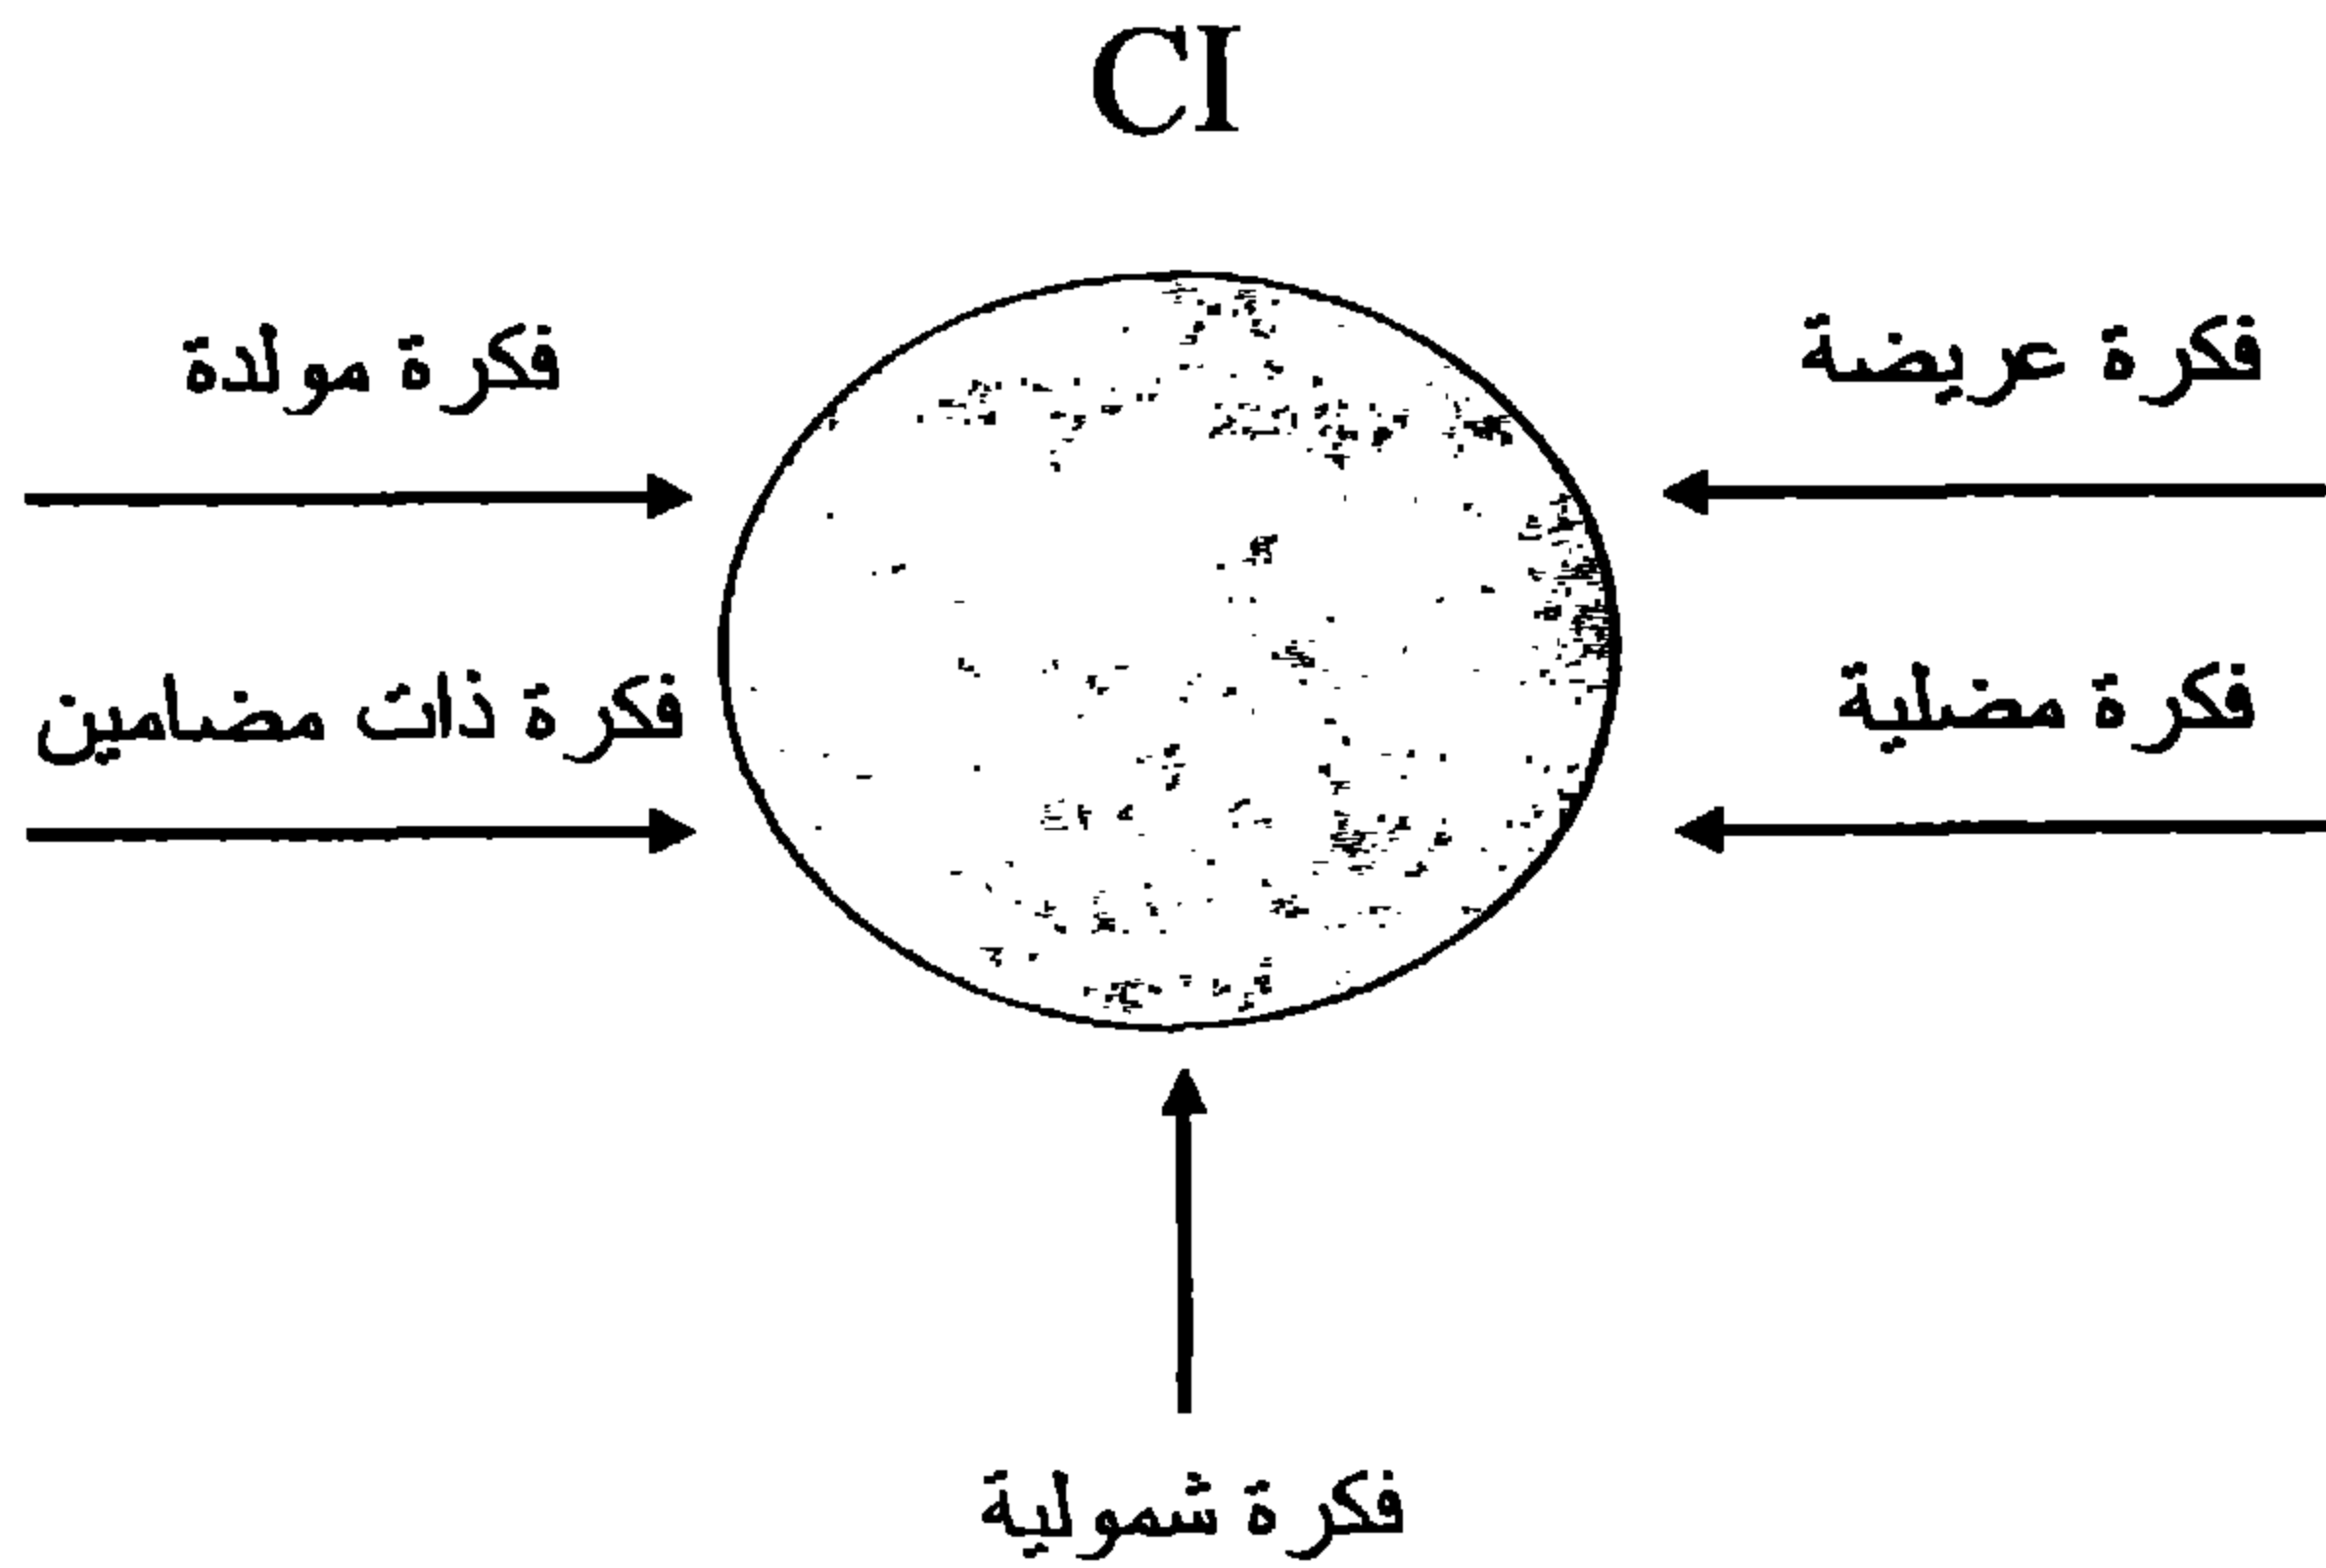 CI
فكرة عريضة
فكرة مولدة
فكرة مضلية
فكرة ذات مضامين
فكرة شمولية